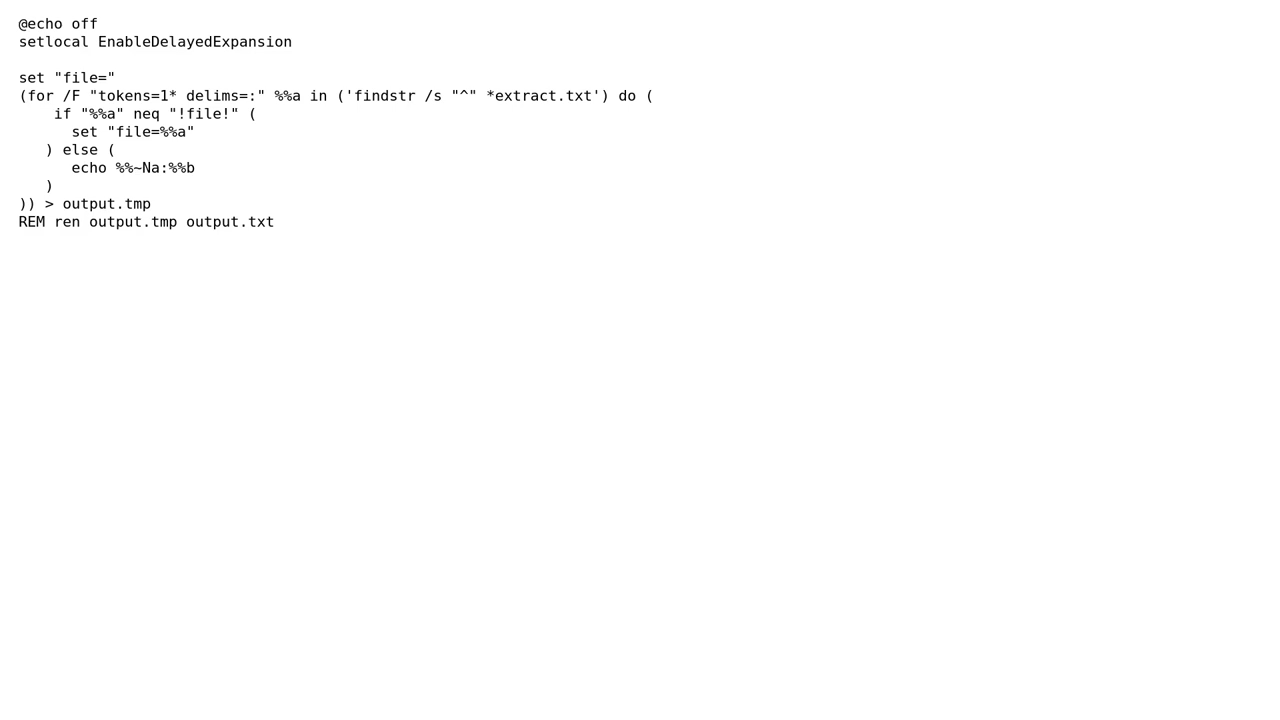 @echo off
setlocal EnableDelayedExpansion

set "file="
(for /F "tokens=1* delims=:" %%a in ('findstr /s "^" *extract.txt') do (
    if "%%a" neq "!file!" (
      set "file=%%a"
   ) else (
      echo %%~Na:%%b
   )
)) > output.tmp
REM ren output.tmp output.txt